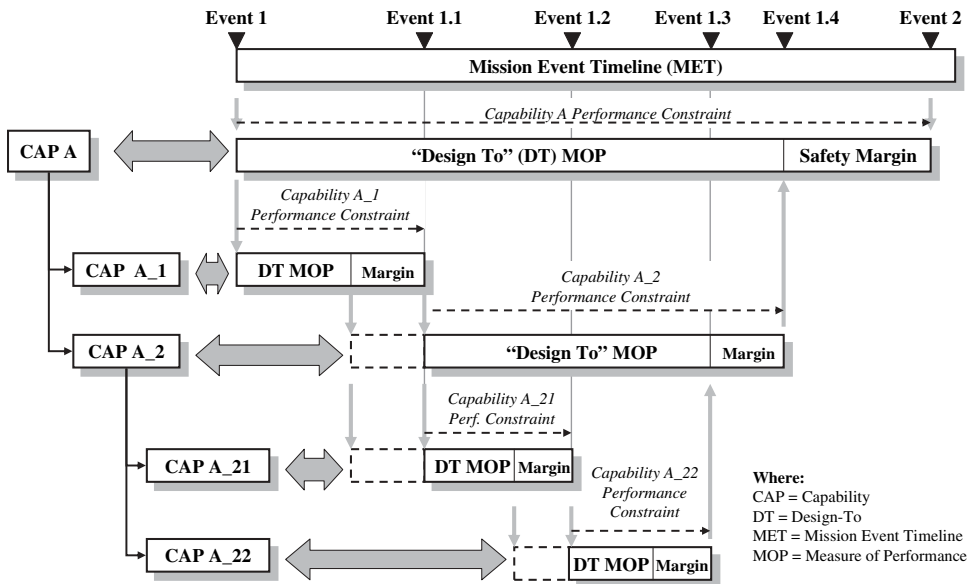 Event 1
Event 1.1
Event 1.2
Event 1.3
Event 1.4
Event 2
Mission Event Timeline (MET)
Capability A Performance Constraint
CAP A
“Design To” (DT) MOP
Safety Margin
Capability A_1
Performance Constraint
CAP A_1
DT MOP
Margin
Capability A_2
Performance Constraint
CAP A_2
“Design To” MOP
Margin
Capability A_21
Perf. Constraint
CAP A_21
DT MOP
Margin
Capability A_22
Performance
Constraint
CAP A_22
DT MOP
Margin
Where:
CAP = Capability
DT = Design-To
MET = Mission Event Timeline
MOP = Measure of Performance